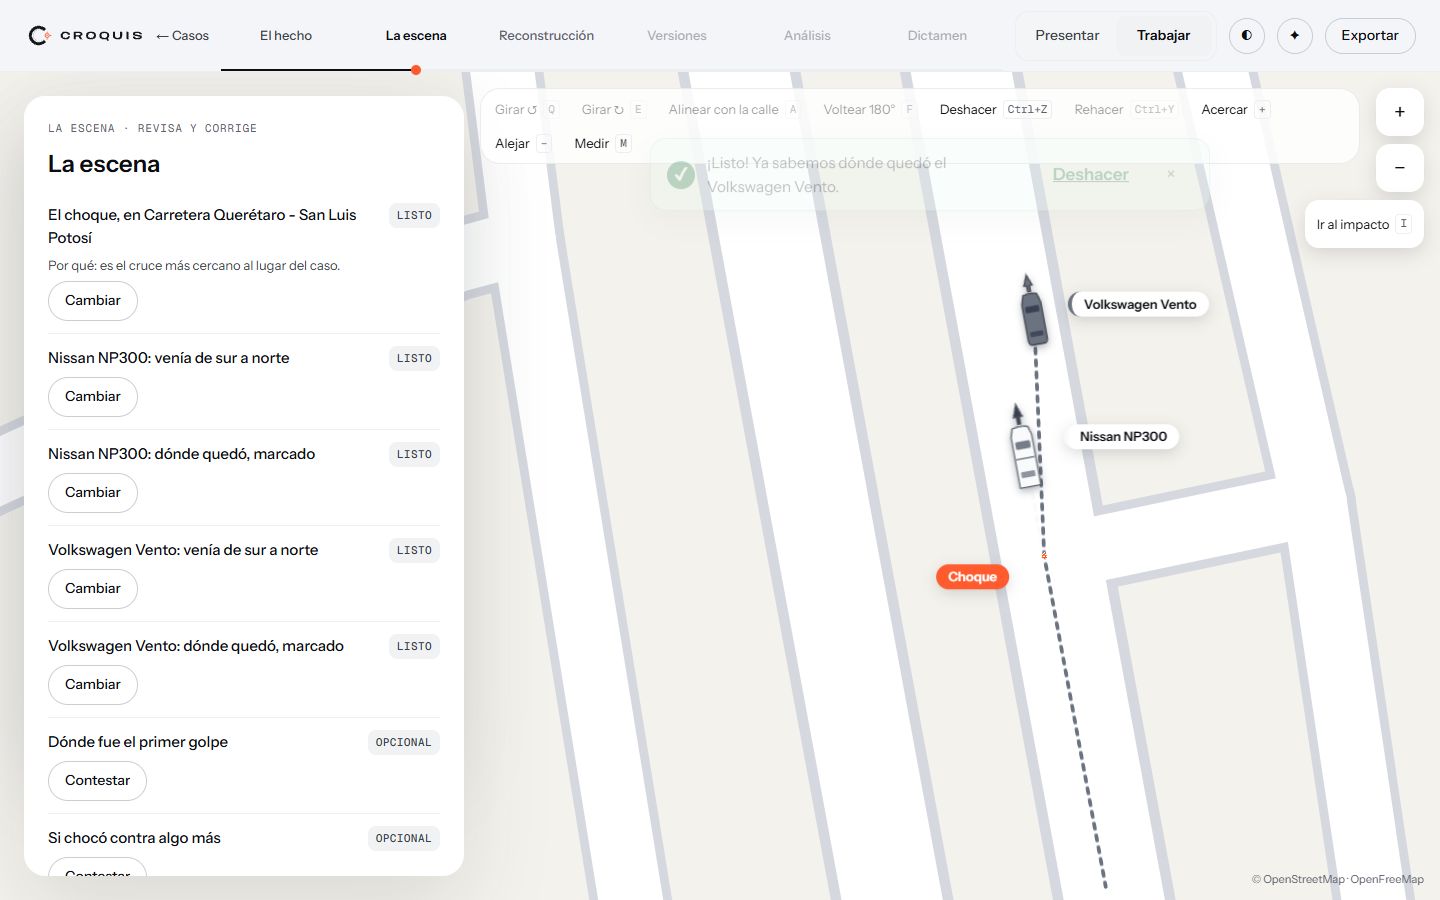 CROQUIS
← Casos
El hecho
La escena
Reconstrucción
Versiones
Análisis
Dictamen
Presentar
Trabajar
Exportar
Girar ↺ Q
Girar ↻ E
Alinear con la calle A
Voltear 180° F
Deshacer Ctrl+Z
Rehacer Ctrl+Y
Acercar +
Alejar −
Medir M
¡Listo! Ya sabemos dónde quedó el
Volkswagen Vento.
Deshacer
×
+
−
Ir al impacto I
LA ESCENA · REVISA Y CORRIGE
La escena
El choque, en Carretera Querétaro - San Luis
Potosí
LISTO
Por qué: es el cruce más cercano al lugar del caso.
Cambiar
Nissan NP300: venía de sur a norte
LISTO
Cambiar
Nissan NP300: dónde quedó, marcado
LISTO
Cambiar
Volkswagen Vento: venía de sur a norte
LISTO
Cambiar
Volkswagen Vento: dónde quedó, marcado
LISTO
Cambiar
Dónde fue el primer golpe
OPCIONAL
Contestar
Si chocó contra algo más
OPCIONAL
Contestar
Volkswagen Vento
Nissan NP300
Choque
© OpenStreetMap · OpenFreeMap